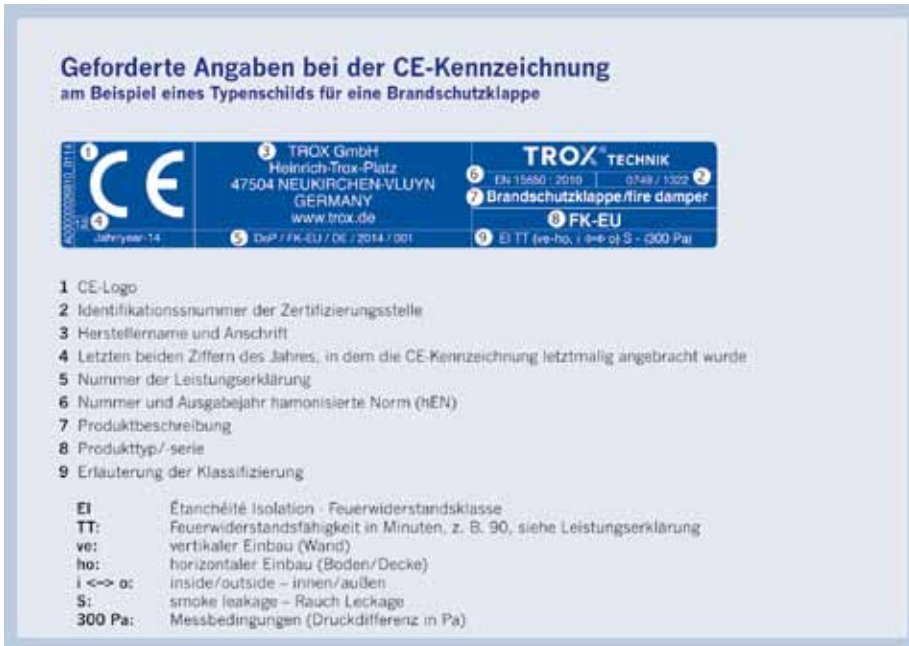 Geforderte Angaben bei der CE-Kennzeichnung
am Beispiel eines Typenschilds für eine Brandschutzklappe
1
CE
4
Jahr/year-14
3 TROX GmbH
Heinrich-Trox-Platz
47504 NEUKIRCHEN-VLUYN
GERMANY
www.trox.de
5 DoP / FK-EU / DE / 2014 / 001
TROX® TECHNIK
6 EN 15650 : 2010 0749 / 1322 2
7 Brandschutzklappe/fire damper
8 FK-EU
9 EI TT (ve-ho, i <-> o) S - (300 Pa)
1 CE-Logo
2 Identifikationssnummer der Zertifizierungsstelle
3 Herstellername und Anschrift
4 Letzten beiden Ziffern des Jahres, in dem die CE-Kennzeichnung letztmalig angebracht wurde
5 Nummer der Leistungserklärung
6 Nummer und Ausgabejahr hamonisierte Norm (hEN)
7 Produktbeschreibung
8 Produkttyp/-serie
9 Erläuterung der Klassifizierung
EI Étanchéité Isolation - Feuerwiderstandsklasse
TT: Feuerwiderstandsfähigkeit in Minuten, z. B. 90, siehe Leistungserklärung
ve: vertikaler Einbau (Wand)
ho: horizontaler Einbau (Boden/Decke)
i <-> o: inside/outside – innen/außen
S: smoke leakage – Rauch Leckage
300 Pa: Messbedingungen (Druckdifferenz in Pa)